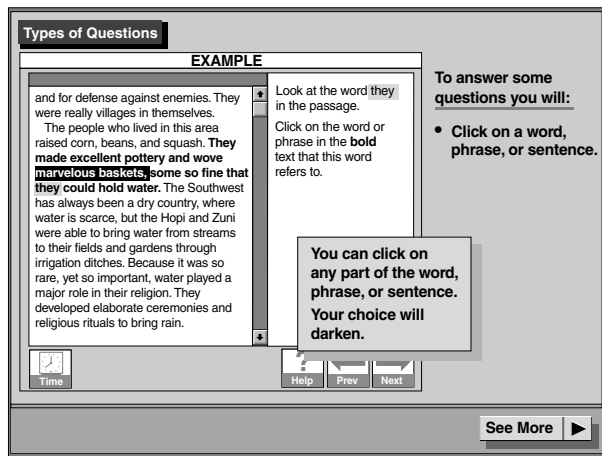 Types of Questions
EXAMPLE
and for defense against enemies. They
were really villages in themselves.
The people who lived in this area
raised corn, beans, and squash. They
made excellent pottery and wove
marvelous baskets, some so fine that
they could hold water. The Southwest
has always been a dry country, where
water is scarce, but the Hopi and Zuni
were able to bring water from streams
to their fields and gardens through
irrigation ditches. Because it was so
rare, yet so important, water played a
major role in their religion. They
developed elaborate ceremonies and
religious rituals to bring rain.
Look at the word they
in the passage.
Click on the word or
phrase in the bold
text that this word
refers to.
You can click on
any part of the word,
phrase, or sentence.
Your choice will
darken.
Time
?
Help
Prev
Next
To answer some
questions you will:
• Click on a word,
phrase, or sentence.
See More